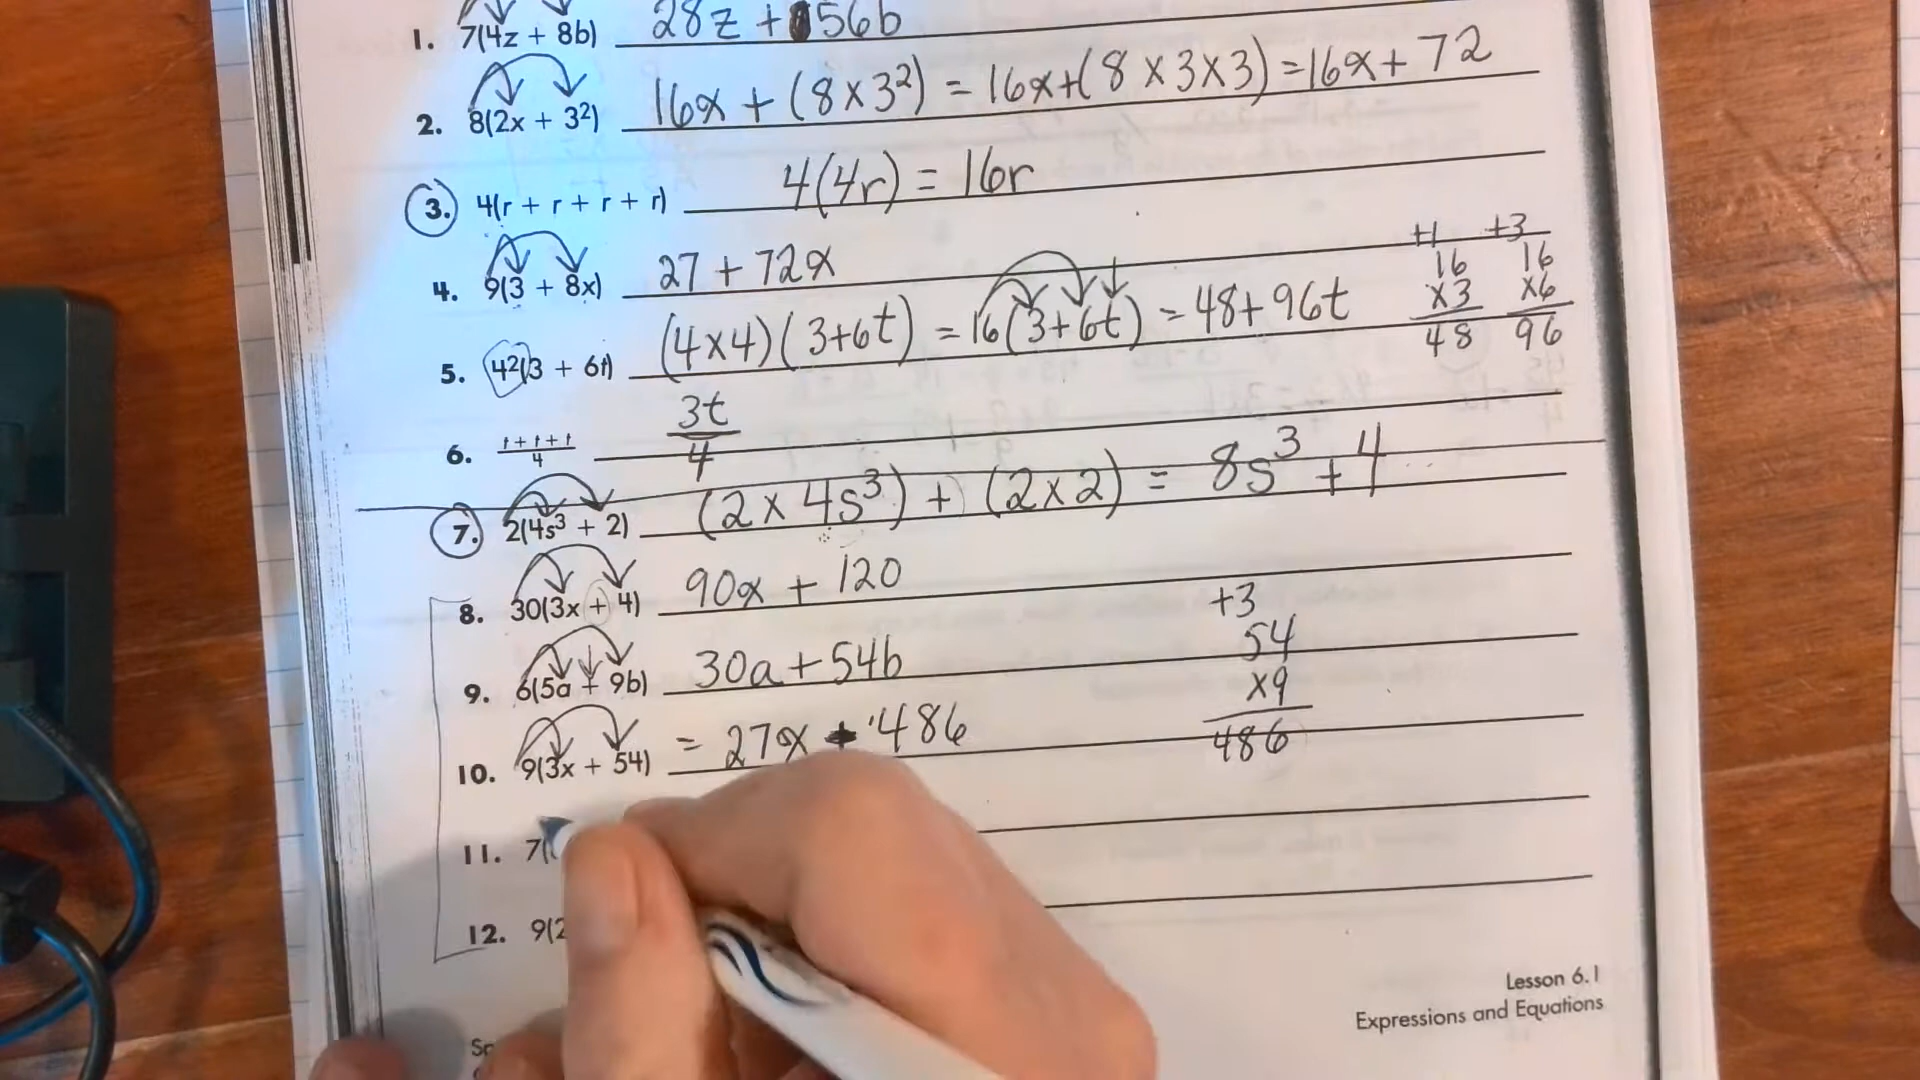 1. 7(4z + 8b) 28z + 56b
2. 8(2x + 3²) 16x + (8 x 3²) = 16x + (8 x 3 x 3) = 16x + 72
3. 4(r + r + r + r) 4(4r) = 16r
4. 9(3 + 8x) 27 + 72x
5. 4²(3 + 6t) (4x4)(3+6t) = 16(3+6t) = 48 + 96t
+1 +3
16 16
x3 x6
48 96
6. t + t + t / 4 3t / 4
7. 2(4s³ + 2) (2 x 4s³) + (2 x 2) = 8s³ + 4
8. 30(3x + 4) 90x + 120
9. 6(5a + 9b) 30a + 54b
+3
54
x9
486
10. 9(3x + 54) = 27x + 486
11. 7(
12. 9(2
Lesson 6.1
Expressions and Equations